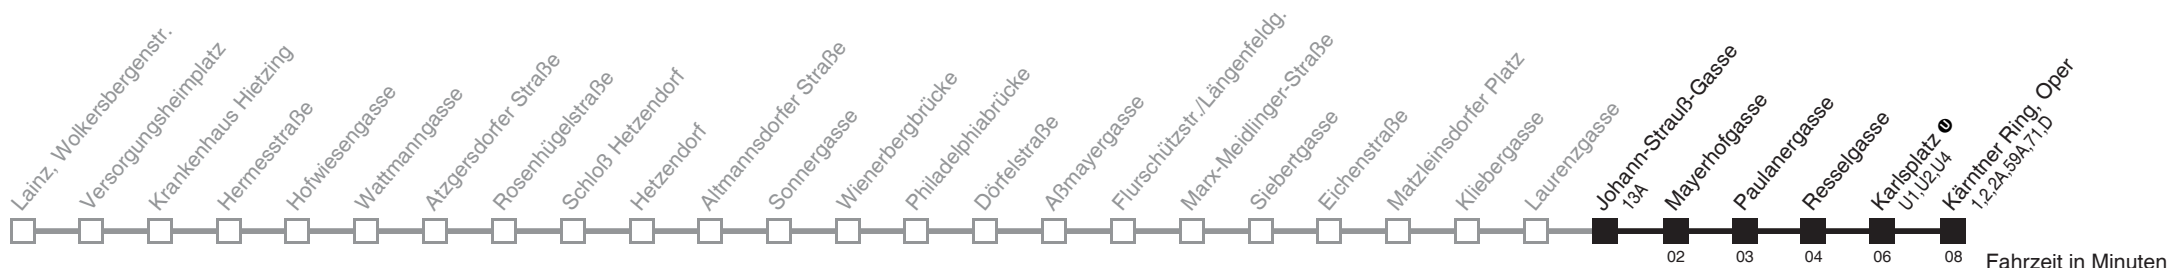 Lainz, Wolkersbergenstr.
Versorgungsheimplatz
Krankenhaus Hietzing
Hermesstraße
Hofwiesengasse
Wattmanngasse
Atzgersdorfer Straße
Rosenhügelstraße
Schloß Hetzendorf
Hetzendorf
Altmannsdorfer Straße
Sonnergasse
Wienerbergbrücke
Philadelphiabrücke
Dörfelstraße
Aßmayergasse
Flurschützstr./Längenfeldg.
Marx-Meidlinger-Straße
Siebertgasse
Eichenstraße
Matzleinsdorfer Platz
Kliebergasse
Laurenzgasse
Johann-Strauß-Gasse
13A
Mayerhofgasse
Paulanergasse
Resselgasse
Karlsplatz U
U1,U2,U4
Kärntner Ring, Oper
1,2,2A,59A,71,D
02 03 04 06 08
Fahrzeit in Minuten